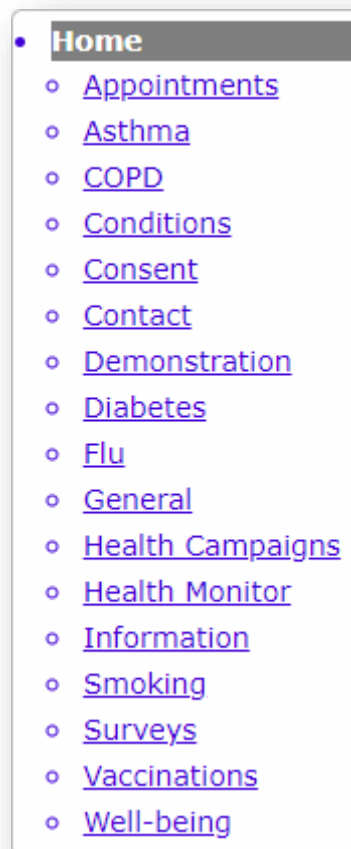 Home
Appointments
Asthma
COPD
Conditions
Consent
Contact
Demonstration
Diabetes
Flu
General
Health Campaigns
Health Monitor
Information
Smoking
Surveys
Vaccinations
Well-being